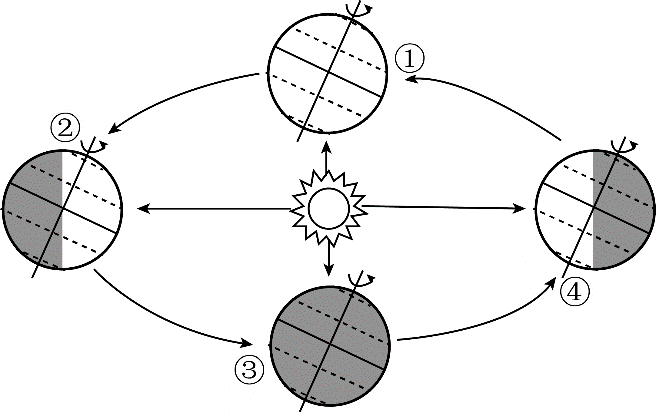 ①
②
③
④